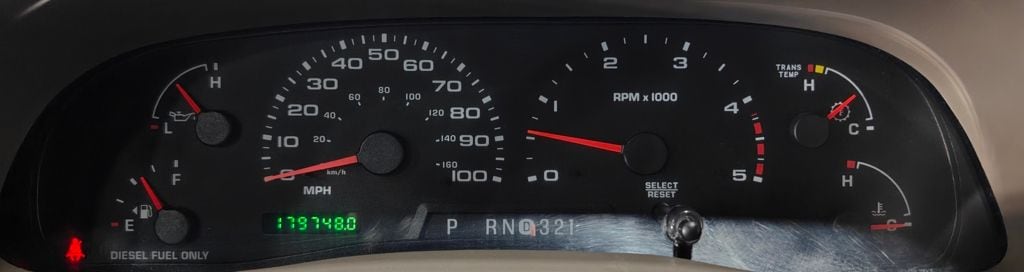 H
L
F
E
DIESEL FUEL ONLY
0 10 20 30 40 50 60 70 80 90 100
20 40 60 80 100 120 140 160
km/h
MPH
179748.0
P RND321
0 1 2 3 4 5
RPM x 1000
SELECT
RESET
TRANS
TEMP
H
C
H
C